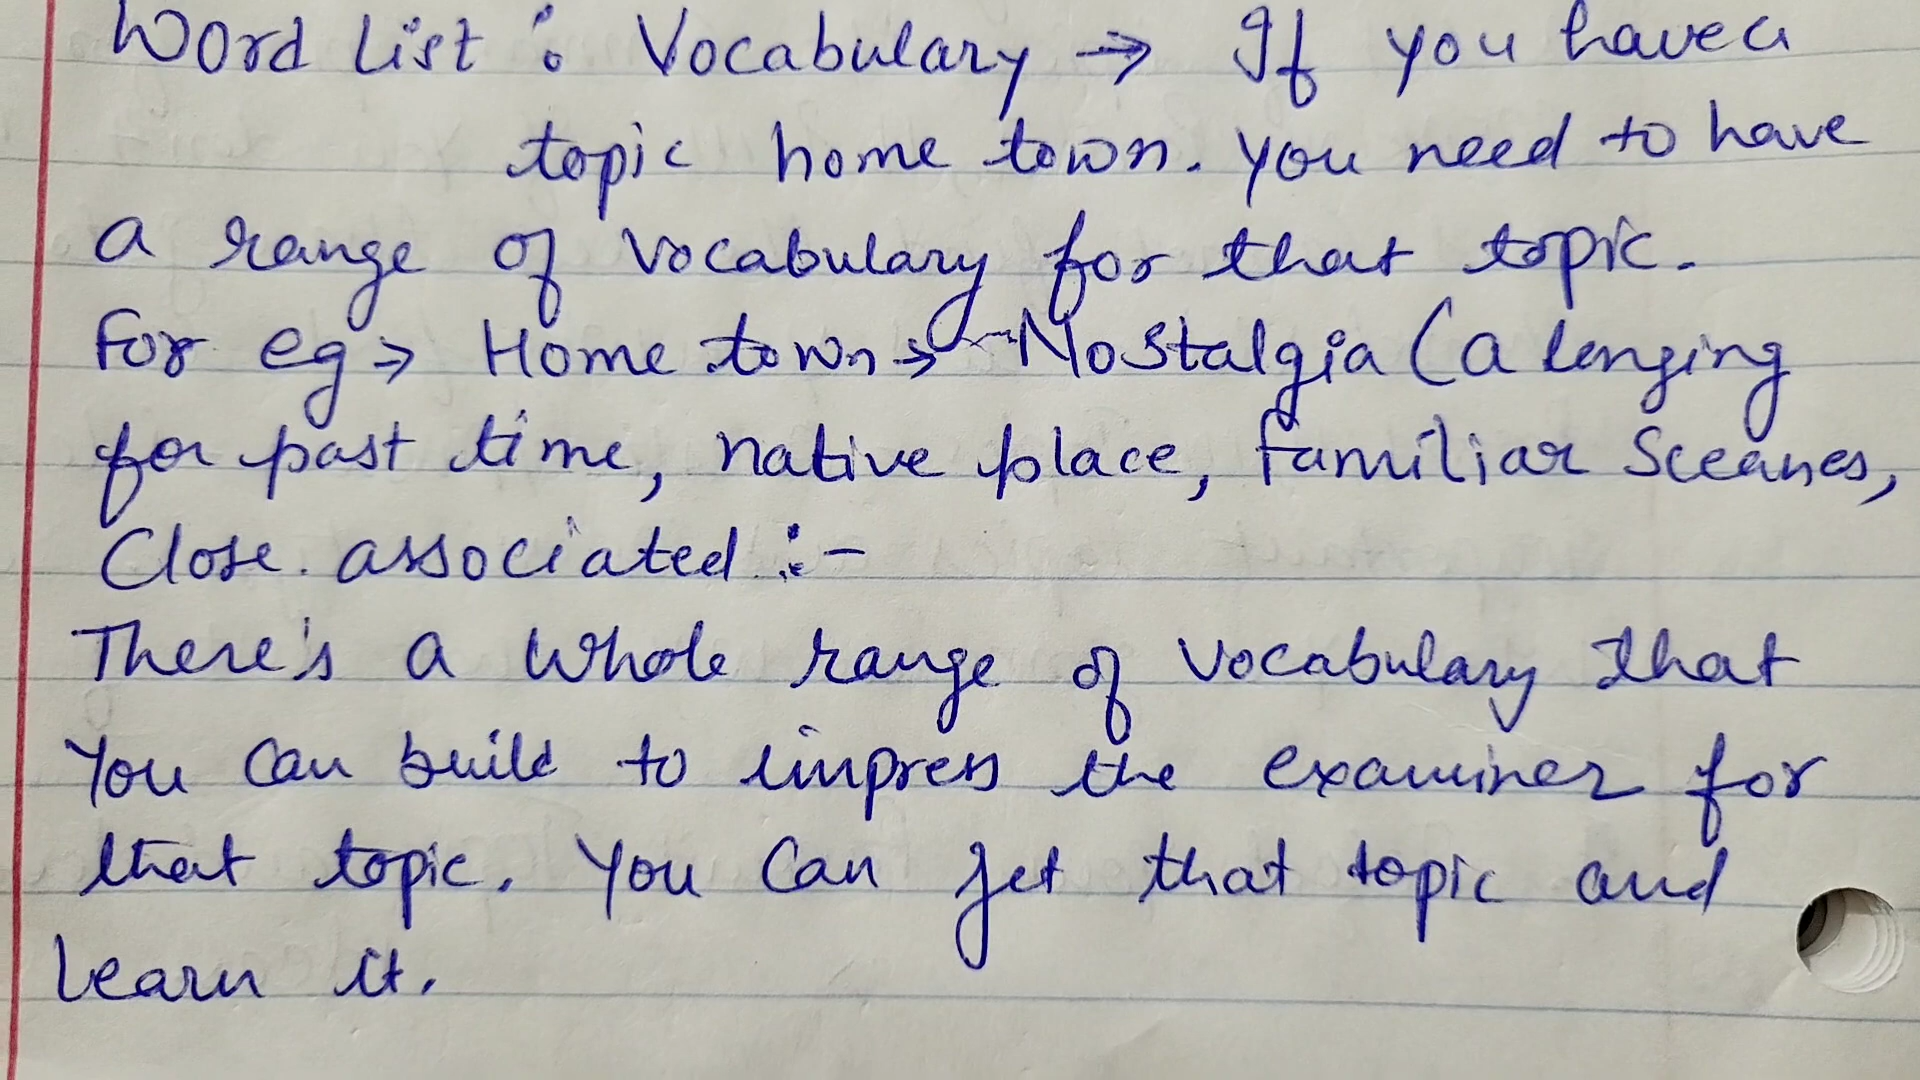 Word List : Vocabulary → If you have a
topic home town. You need to have
a range of vocabulary for that topic.
For eg → Home town → Nostalgia (a longing
for past time, native place, familiar Sceanes,
Close. associated :-
There's a whole range of vocabulary that
You can build to impress the examiner for
that topic. You can get that topic and
learn it.